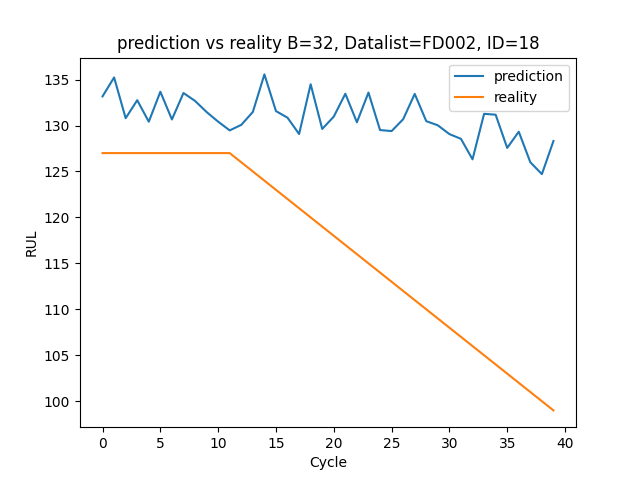 prediction vs reality B=32, Datalist=FD002, ID=18
prediction
reality
RUL
135
130
125
120
115
110
105
100
0 5 10 15 20 25 30 35 40
Cycle